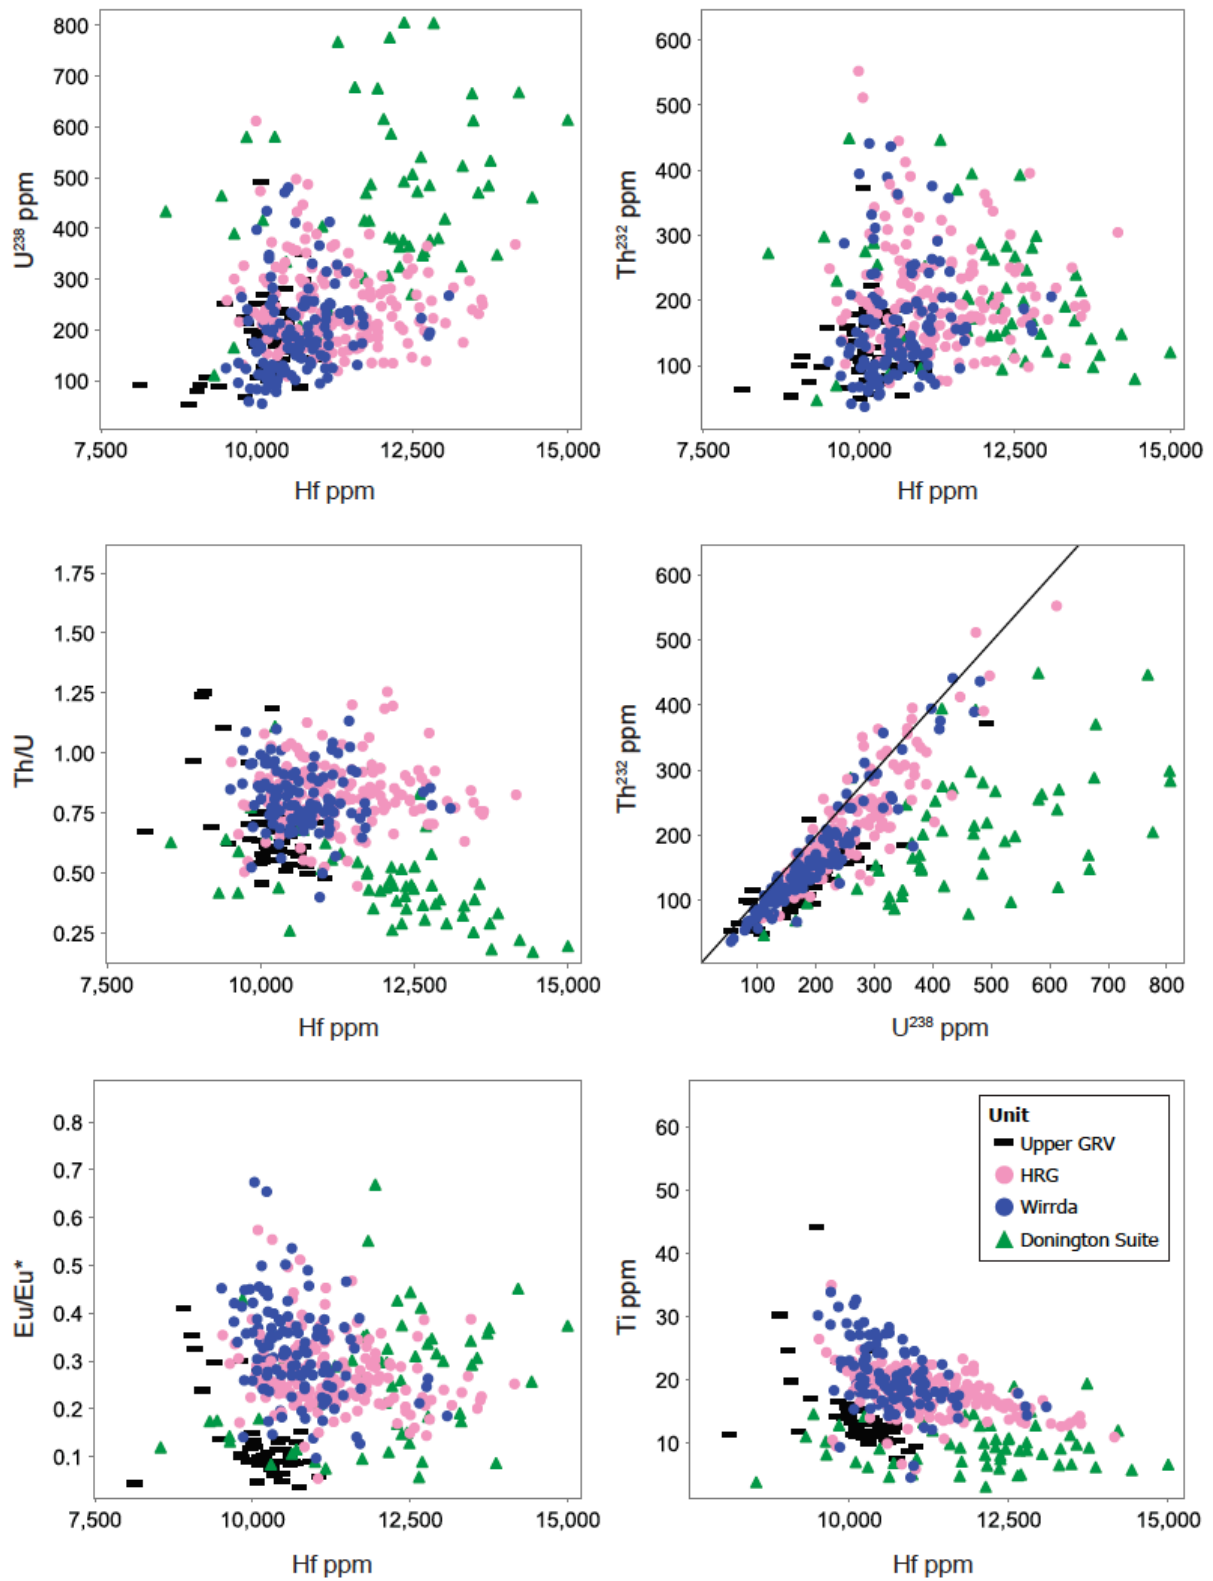 800
700
600
500
400
300
200
100
U²³⁸ ppm
7,500 10,000 12,500 15,000
Hf ppm
600
500
400
300
200
100
Th²³² ppm
7,500 10,000 12,500 15,000
Hf ppm
1.75
1.50
1.25
1.00
0.75
0.50
0.25
Th/U
7,500 10,000 12,500 15,000
Hf ppm
600
500
400
300
200
100
Th²³² ppm
100 200 300 400 500 600 700 800
U²³⁸ ppm
0.8
0.7
0.6
0.5
0.4
0.3
0.2
0.1
Eu/Eu*
7,500 10,000 12,500 15,000
Hf ppm
60
50
40
30
20
10
Ti ppm
10,000 12,500 15,000
Hf ppm
Unit
Upper GRV
HRG
Wirrda
Donington Suite